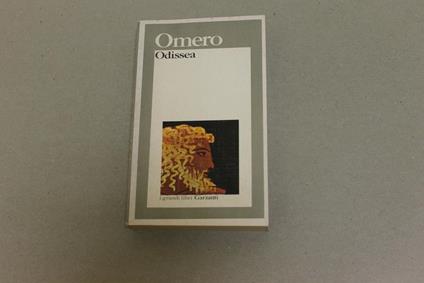 Omero
Odissea
i grandi libri Garzanti